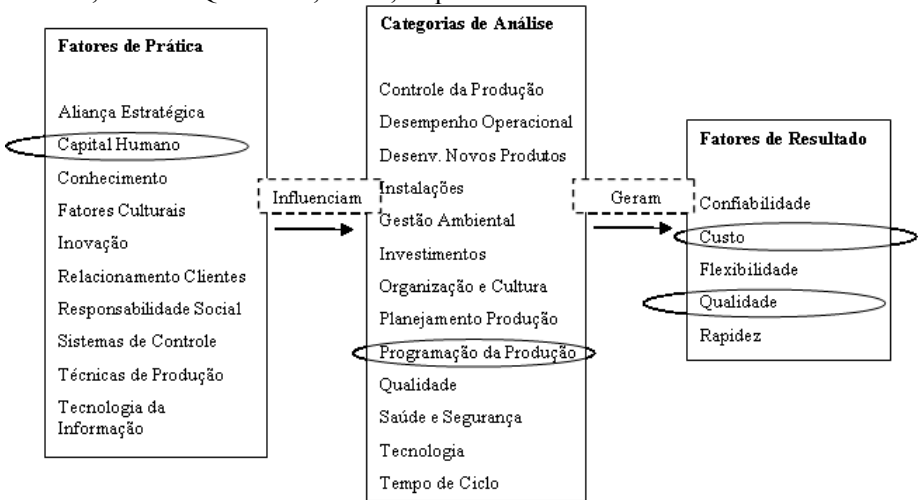 Fatores de Prática
Aliança Estratégica
Capital Humano
Conhecimento
Fatores Culturais
Inovação
Relacionamento Clientes
Responsabilidade Social
Sistemas de Controle
Técnicas de Produção
Tecnologia da
Informação
Influenciam
Categorias de Análise
Controle da Produção
Desempenho Operacional
Desenv. Novos Produtos
Instalações
Gestão Ambiental
Investimentos
Organização e Cultura
Planejamento Produção
Programação da Produção
Qualidade
Saúde e Segurança
Tecnologia
Tempo de Ciclo
Geram
Fatores de Resultado
Confiabilidade
Custo
Flexibilidade
Qualidade
Rapidez